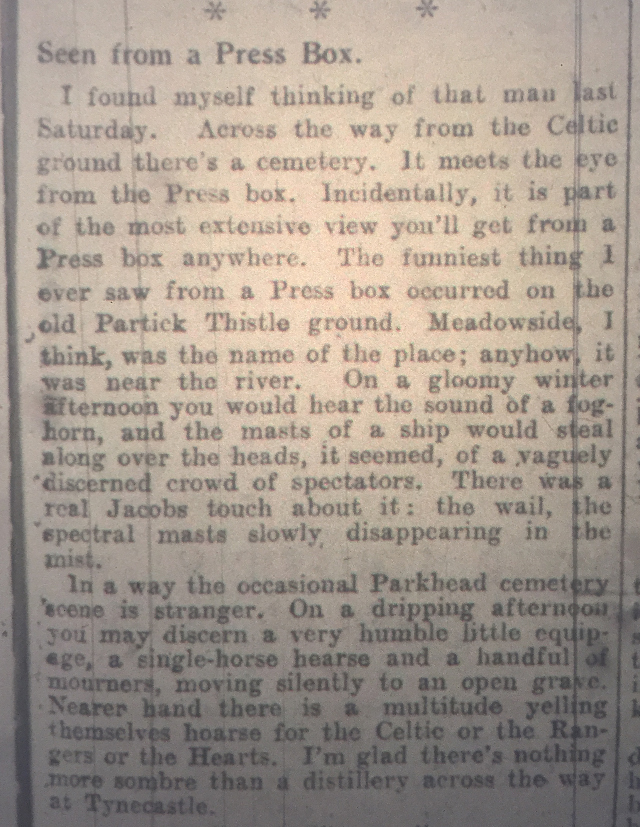 * * *
Seen from a Press Box.
I found myself thinking of that man last
Saturday. Across the way from the Celtic
ground there's a cemetery. It meets the eye
from the Press box. Incidentally, it is part
of the most extensive view you'll get from a
Press box anywhere. The funniest thing I
ever saw from a Press box occurred on the
old Partick Thistle ground. Meadowside, I
think, was the name of the place; anyhow, it
was near the river. On a gloomy winter
afternoon you would hear the sound of a fog-
horn, and the masts of a ship would steal
along over the heads, it seemed, of a vaguely
discerned crowd of spectators. There was a
real Jacobs touch about it: the wail, the
spectral masts slowly disappearing in the
mist.
In a way the occasional Parkhead cemetery
scene is stranger. On a dripping afternoon
you may discern a very humble little equip-
age, a single-horse hearse and a handful of
mourners, moving silently to an open grave.
Nearer hand there is a multitude yelling
themselves hoarse for the Celtic or the Ran-
gers or the Hearts. I'm glad there's nothing
more sombre than a distillery across the way
at Tynecastle.